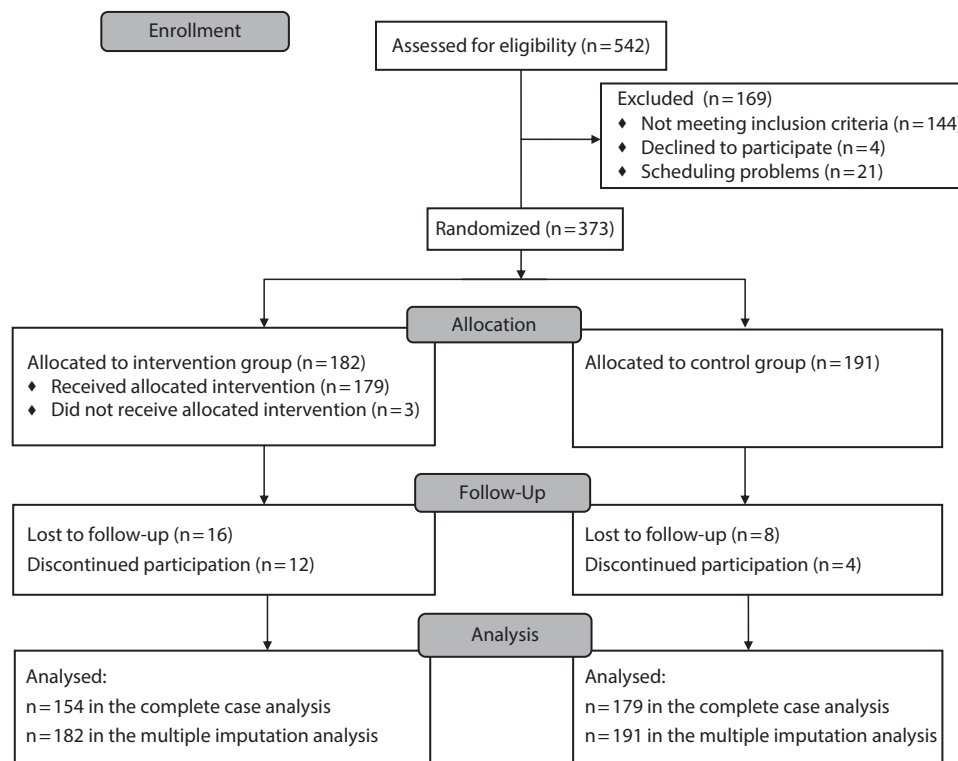 Enrollment
Assessed for eligibility (n=542)
Excluded (n=169)
♦ Not meeting inclusion criteria (n=144)
♦ Declined to participate (n=4)
♦ Scheduling problems (n=21)
Randomized (n=373)
Allocation
Allocated to intervention group (n=182)
♦ Received allocated intervention (n=179)
♦ Did not receive allocated intervention (n=3)
Allocated to control group (n=191)
Follow-Up
Lost to follow-up (n=16)
Discontinued participation (n=12)
Lost to follow-up (n=8)
Discontinued participation (n=4)
Analysis
Analysed:
n=154 in the complete case analysis
n=182 in the multiple imputation analysis
Analysed:
n=179 in the complete case analysis
n=191 in the multiple imputation analysis